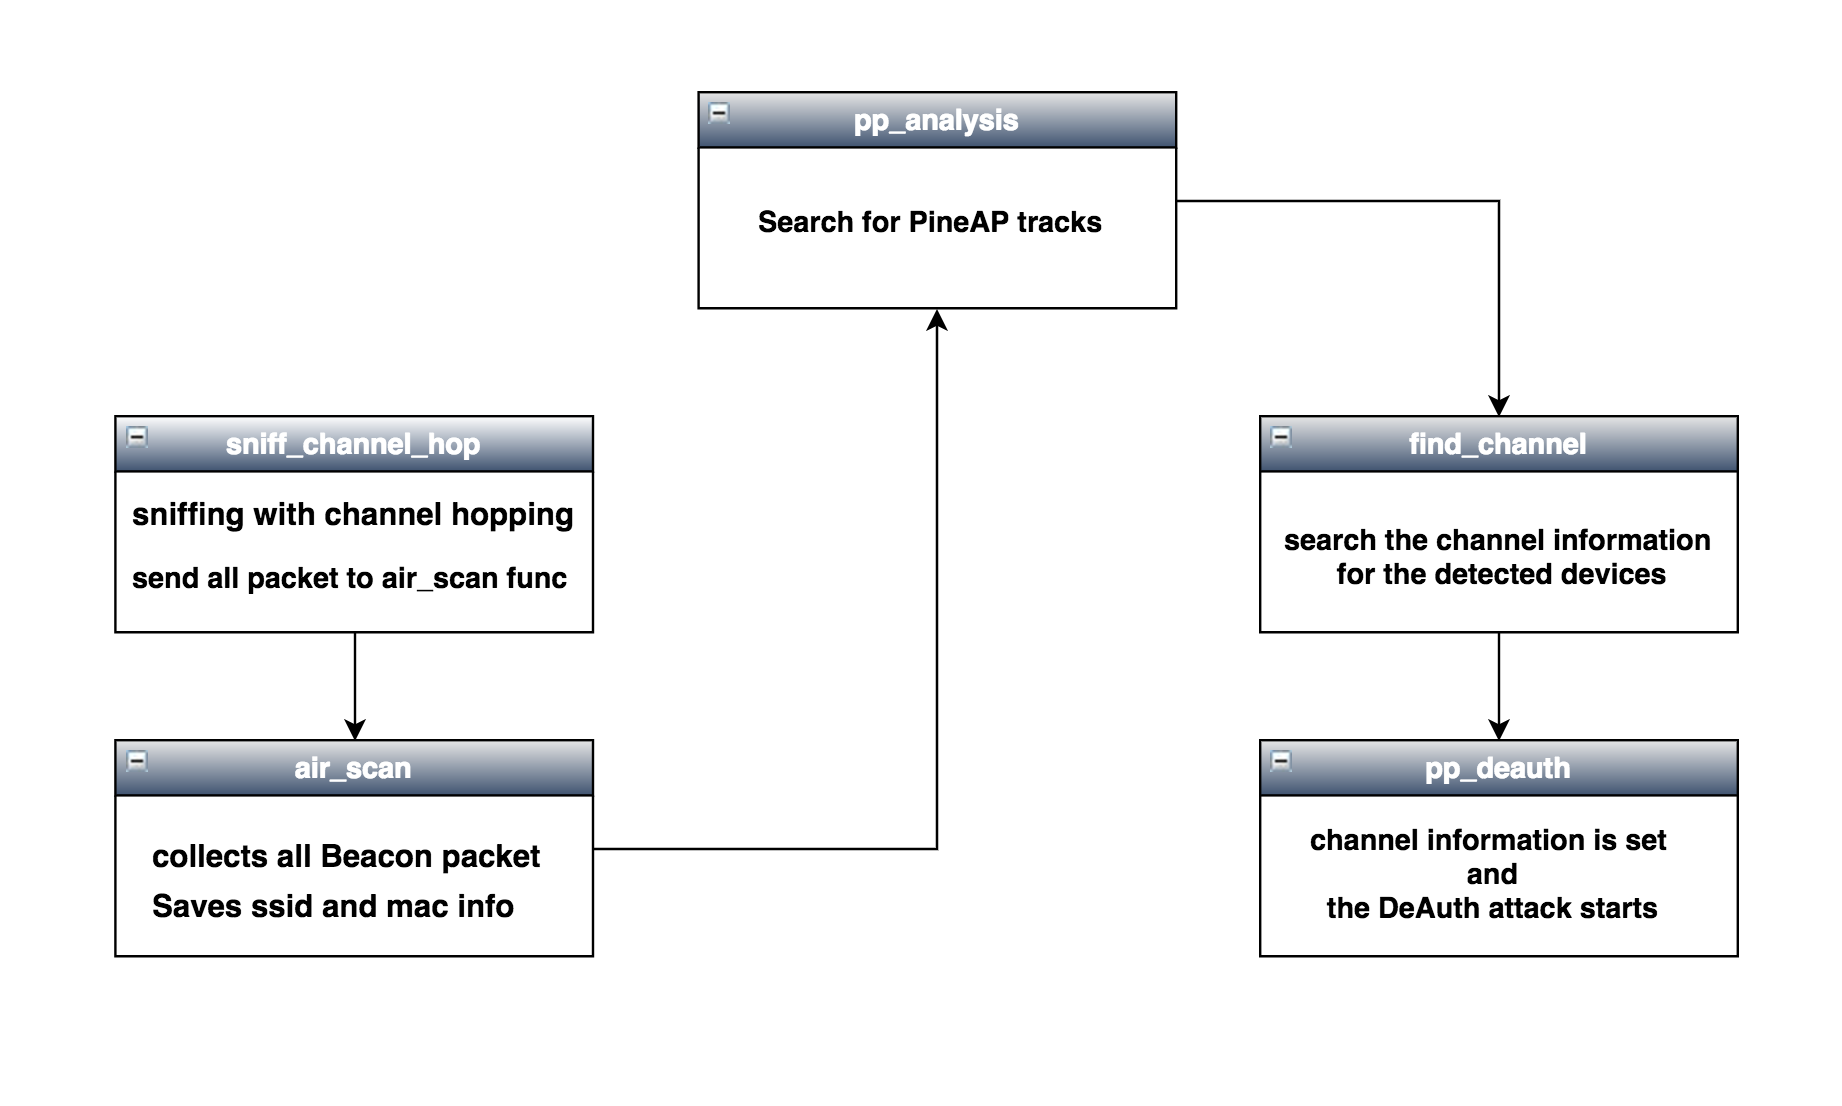 pp_analysis
Search for PineAP tracks
sniff_channel_hop
sniffing with channel hopping
send all packet to air_scan func
air_scan
collects all Beacon packet
Saves ssid and mac info
find_channel
search the channel information
for the detected devices
pp_deauth
channel information is set
and
the DeAuth attack starts